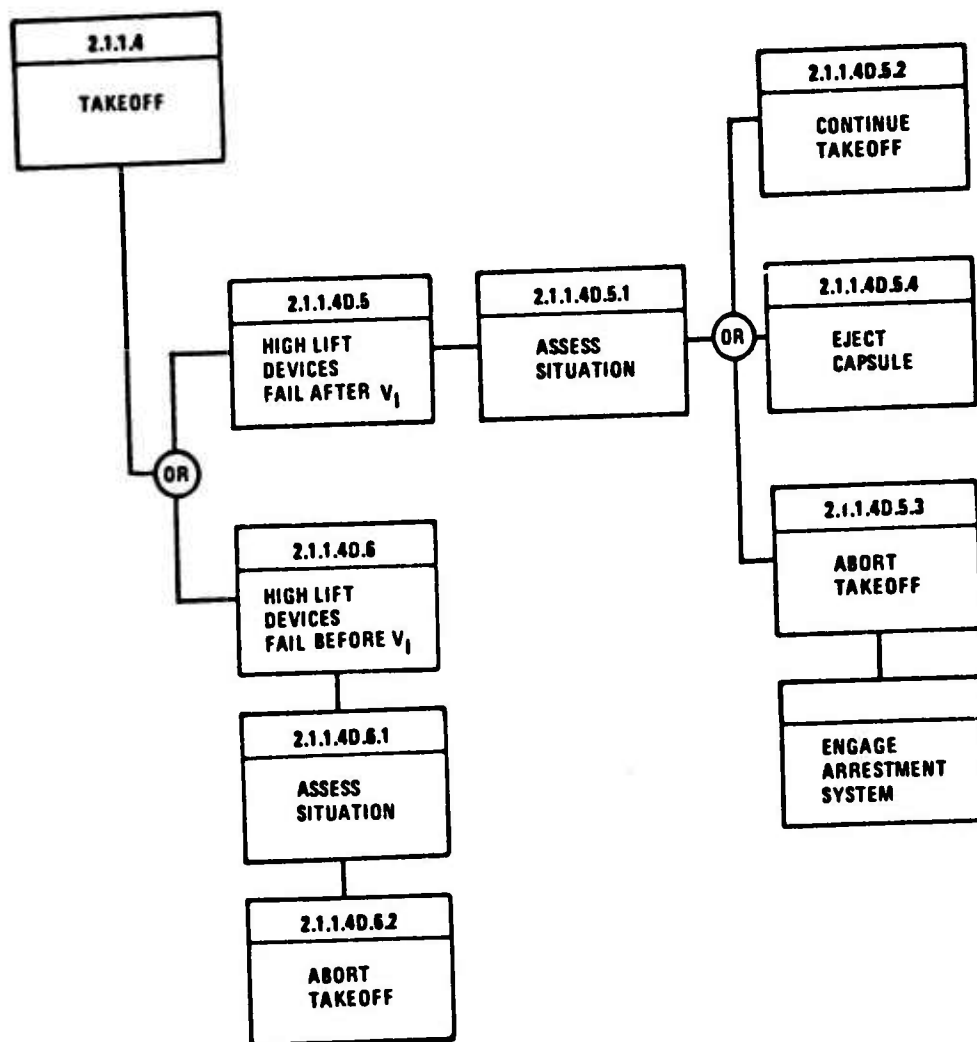 2.1.1.4
TAKEOFF
2.1.1.4D.5.2
CONTINUE
TAKEOFF
2.1.1.4D.5
HIGH LIFT
DEVICES
FAIL AFTER V₁
2.1.1.4D.5.1
ASSESS
SITUATION
OR
2.1.1.4D.5.4
EJECT
CAPSULE
OR
2.1.1.4D.5.3
ABORT
TAKEOFF
2.1.1.4D.6
HIGH LIFT
DEVICES
FAIL BEFORE V₁
ENGAGE
ARRESTMENT
SYSTEM
2.1.1.4D.6.1
ASSESS
SITUATION
2.1.1.4D.6.2
ABORT
TAKEOFF